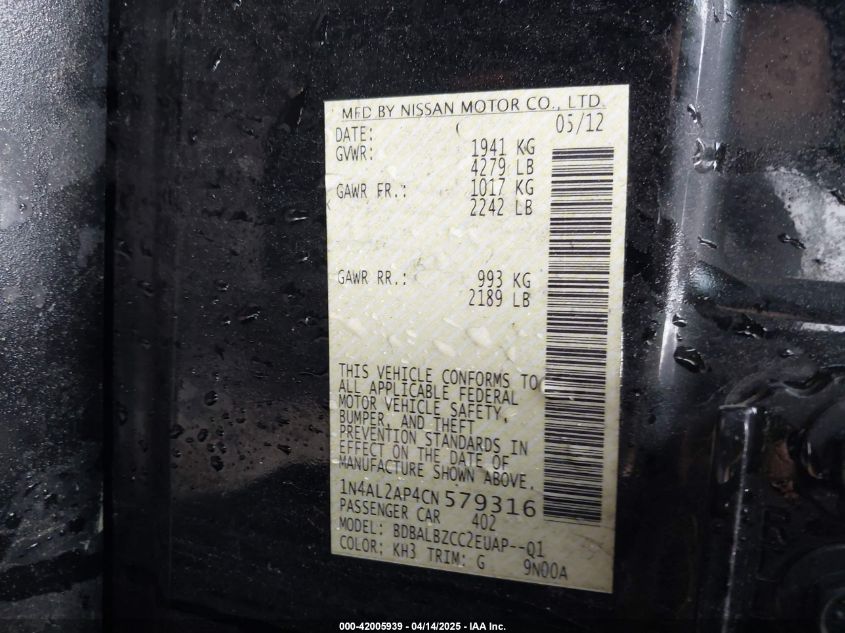 MFD BY NISSAN MOTOR CO., LTD.
DATE: 05/12
GVWR: 1941 KG
4279 LB
GAWR FR.: 1017 KG
2242 LB
GAWR RR.: 993 KG
2189 LB
THIS VEHICLE CONFORMS TO
ALL APPLICABLE FEDERAL
MOTOR VEHICLE SAFETY,
BUMPER, AND THEFT
PREVENTION STANDARDS IN
EFFECT ON THE DATE OF
MANUFACTURE SHOWN ABOVE.
1N4AL2AP4CN579316
PASSENGER CAR 402
MODEL: BDBALBZCC2EUAP--Q1
COLOR: KH3 TRIM: G 9N00A
000-42005939 - 04/14/2025 - IAA Inc.